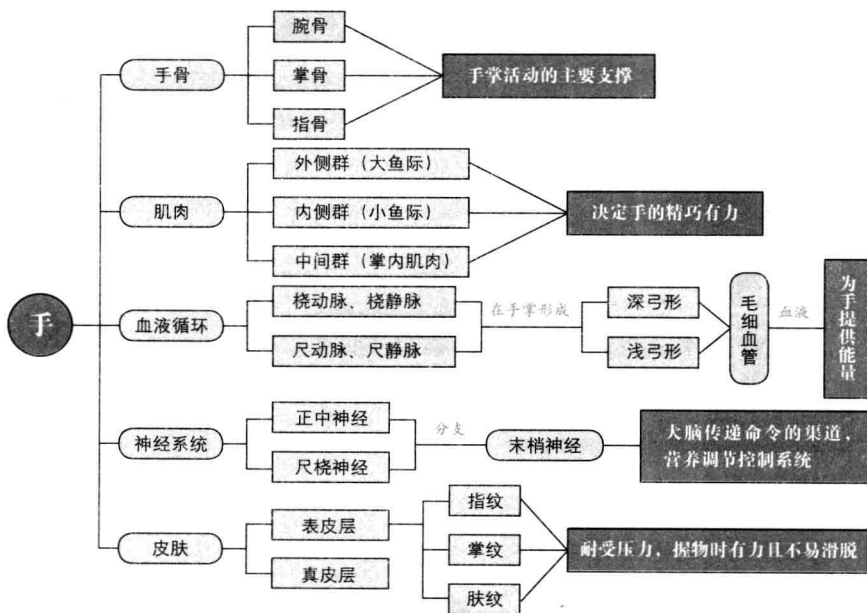 手
手骨
腕骨
掌骨
指骨
手掌活动的主要支撑
肌肉
外侧群（大鱼际）
内侧群（小鱼际）
中间群（掌内肌肉）
决定手的精巧有力
血液循环
桡动脉、桡静脉
尺动脉、尺静脉
在手掌形成
深弓形
浅弓形
毛细血管
血液
为手提供能量
神经系统
正中神经
尺桡神经
分支
末梢神经
大脑传递命令的渠道，
营养调节控制系统
皮肤
表皮层
真皮层
指纹
掌纹
肤纹
耐受压力，握物时有力且不易滑脱